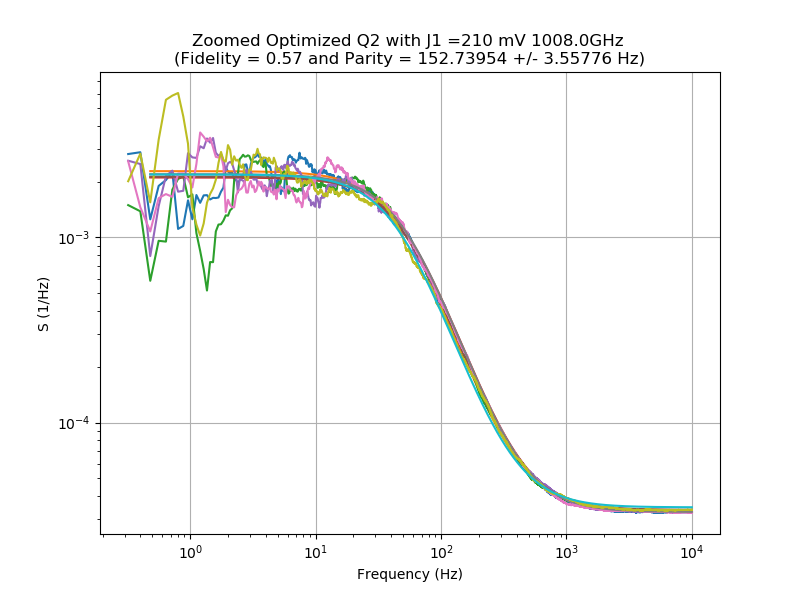 Zoomed Optimized Q2 with J1 =210 mV 1008.0GHz
(Fidelity = 0.57 and Parity = 152.73954 +/- 3.55776 Hz)
S (1/Hz)
10⁻³
10⁻⁴
10⁰ 10¹ 10² 10³ 10⁴
Frequency (Hz)